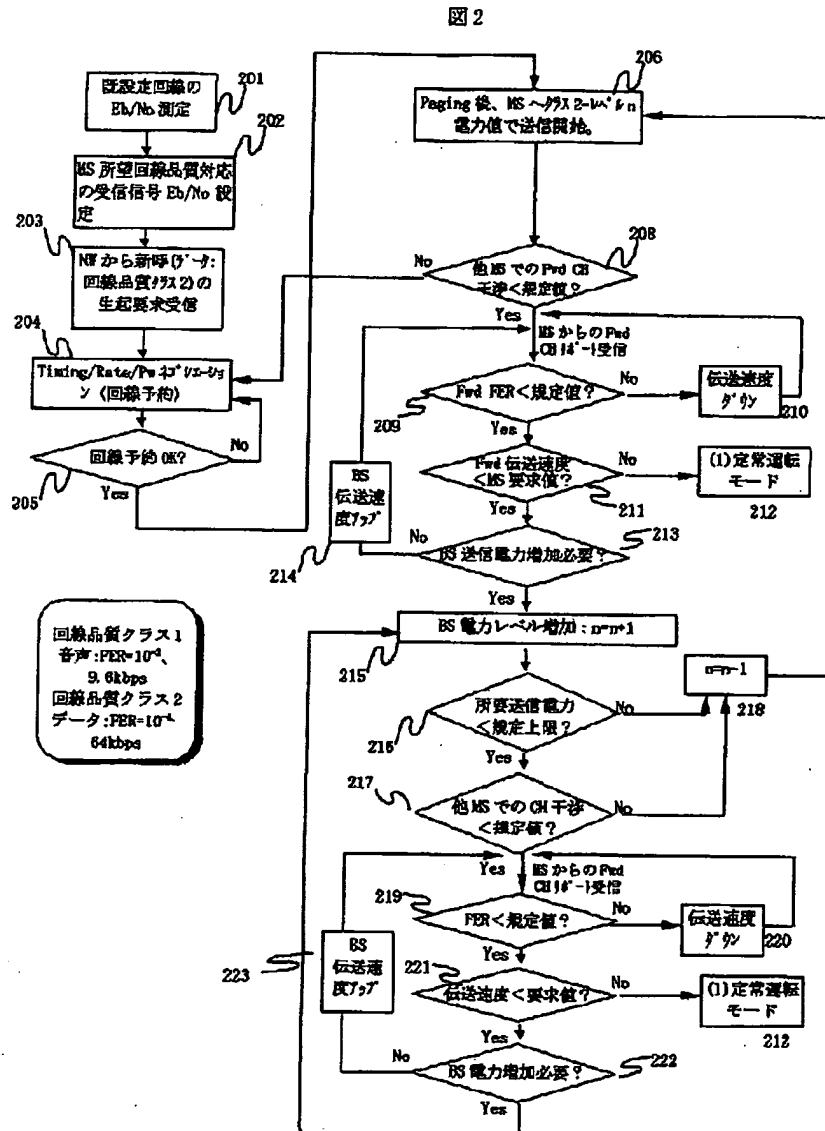 図2
既設定回線の
Eb/No 測定
201
202
MS 所望回線品質対応
の受信信号 Eb/No 設
定
203
NWから新呼(データ:
回線品質クラス2)の
生起要求受信
204
Timing/Rate/Pwネゴシエーショ
ン(回線予約)
回線予約OK?
No
Yes
205
206
Paging後、MSへクラス2-レベルn
電力値で送信開始。
208
他MSでのFwd CH
干渉<規定値?
No
Yes
MSからのFwd
CHリポート受信
Fwd FER<規定値?
No
209
Yes
伝送速度
ダウン
210
Fwd 伝送速度
<MS要求値?
No
211
Yes
(1)定常運転
モード
212
BS
伝送速
度アップ
214
No
213
BS送信電力増加必要?
Yes
BS電力レベル増加:n=n+1
215
回線品質クラス1
音声:FER=10⁻²、
9.6kbps
回線品質クラス2
データ:
64kbps
所要送信電力
<規定上限?
No
216
Yes
n=n-1
218
217
他MSでのCH干渉
<規定値?
No
Yes
MSからのFwd
CHリポート受信
219
FER<規定値?
No
Yes
伝送速度
ダウン
220
BS
伝送速
度アップ
223
221
伝送速度<要求値?
No
Yes
(1)定常運転
モード
212
No
BS電力増加必要?
222
Yes